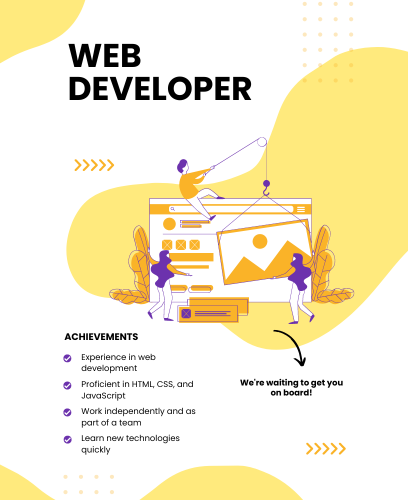 WEB
DEVELOPER
ACHIEVEMENTS
Experience in web
development
Proficient in HTML, CSS, and
JavaScript
Work independently and as
part of a team
Learn new technologies
quickly
We're waiting to get you
on board!